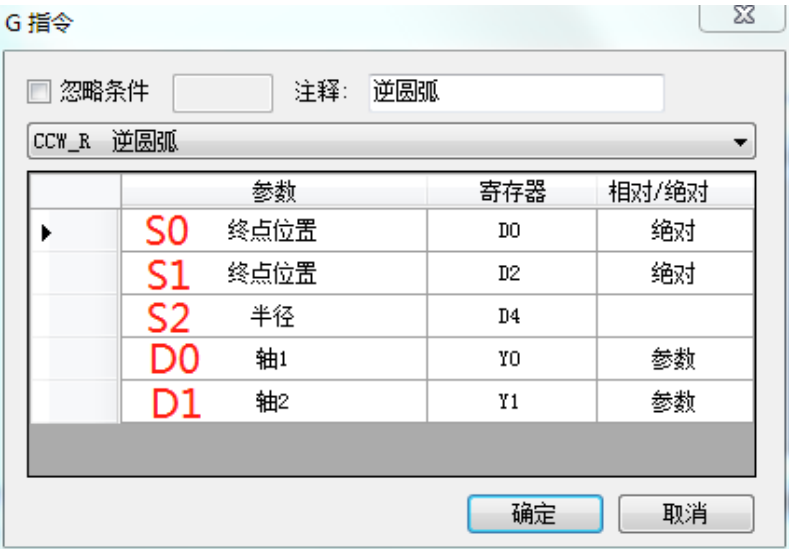 G 指令
忽略条件 注释: 逆圆弧
CCW_R 逆圆弧
参数 寄存器 相对/绝对
S0 终点位置 D0 绝对
S1 终点位置 D2 绝对
S2 半径 D4
D0 轴1 Y0 参数
D1 轴2 Y1 参数
确定 取消